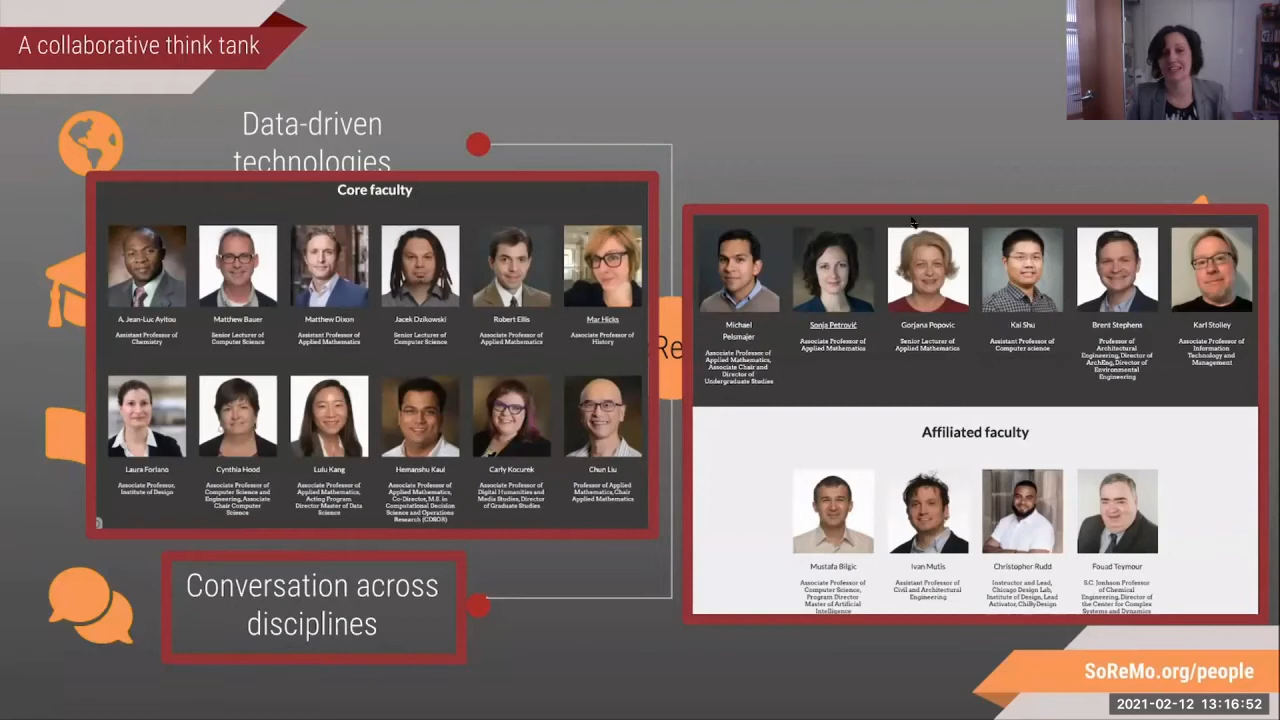 A collaborative think tank
Data-driven
technologies
Core faculty
A. Jean-Luc Ayitou
Assistant Professor of
Chemistry
Matthew Bauer
Senior Lecturer of
Computer Science
Matthew Dixon
Assistant Professor of
Applied Mathematics
Jacek Dzikowski
Senior Lecturer of
Computer Science
Robert Ellis
Associate Professor of
Applied Mathematics
Mar Hicks
Associate Professor of
History
Laura Forlano
Associate Professor,
Institute of Design
Cynthia Hood
Associate Professor of
Computer Science and
Engineering, Associate
Chair Computer
Science
Lulu Kang
Associate Professor of
Applied Mathematics,
Acting Program
Director Master of Data
Science
Hemanshu Kaul
Associate Professor of
Applied Mathematics,
Co-Director, M.S. in
Computational Decision
Science and Operations
Research (CDSOR)
Carly Kocurek
Associate Professor of
Digital Humanities and
Media Studies, Director
of Graduate Studies
Chun Liu
Professor of Applied
Mathematics, Chair
Applied Mathematics
Re
Michael
Pelsmajer
Associate Professor of
Applied Mathematics,
Associate Chair and
Director of
Undergraduate Studies
Sonja Petrović
Associate Professor of
Applied Mathematics
Gorjana Popovic
Senior Lecturer of
Applied Mathematics
Kai Shu
Assistant Professor of
Computer science
Brent Stephens
Professor of
Architectural
Engineering, Director of
ArchEng, Director of
Environmental
Engineering
Karl Stolley
Associate Professor of
Information
Technology and
Management
Affiliated faculty
Mustafa Bilgic
Associate Professor of
Computer Science,
Program Director
Master of Artificial
Intelligence
Ivan Mutis
Assistant Professor of
Civil and Architectural
Engineering
Christopher Rudd
Instructor and Lead,
Chicago Design Lab,
Institute of Design, Lead
Activator, ChiByDesign
Fouad Teymour
S.C. Jonhson Professor
of Chemical
Engineering, Director of
the Center for Complex
Systems and Dynamics
Conversation across
disciplines
SoReMo.org/people
2021-02-12 13:16:52